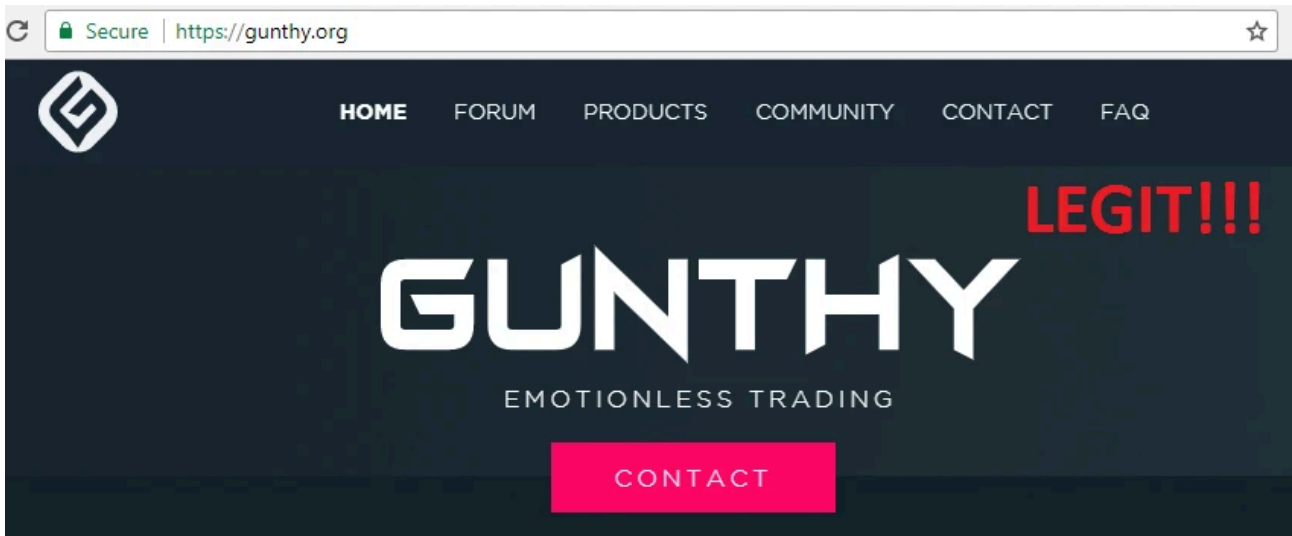 Secure https://gunthy.org
HOME FORUM PRODUCTS COMMUNITY CONTACT FAQ
LEGIT!!!
GUNTHY
EMOTIONLESS TRADING
CONTACT